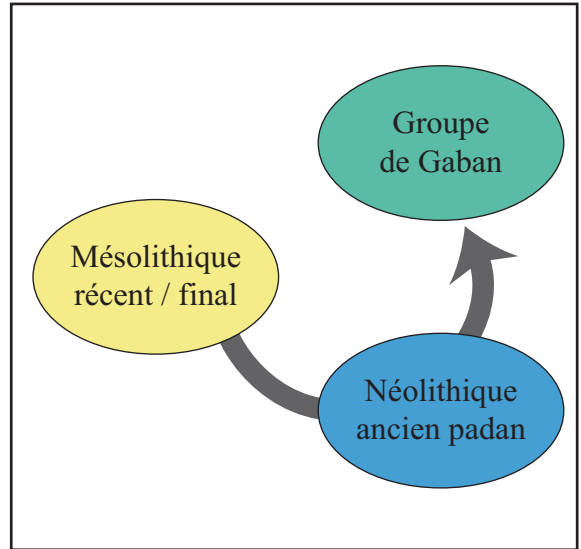 Groupe
de Gaban
Mésolithique
récent / final
Néolithique
ancien padan